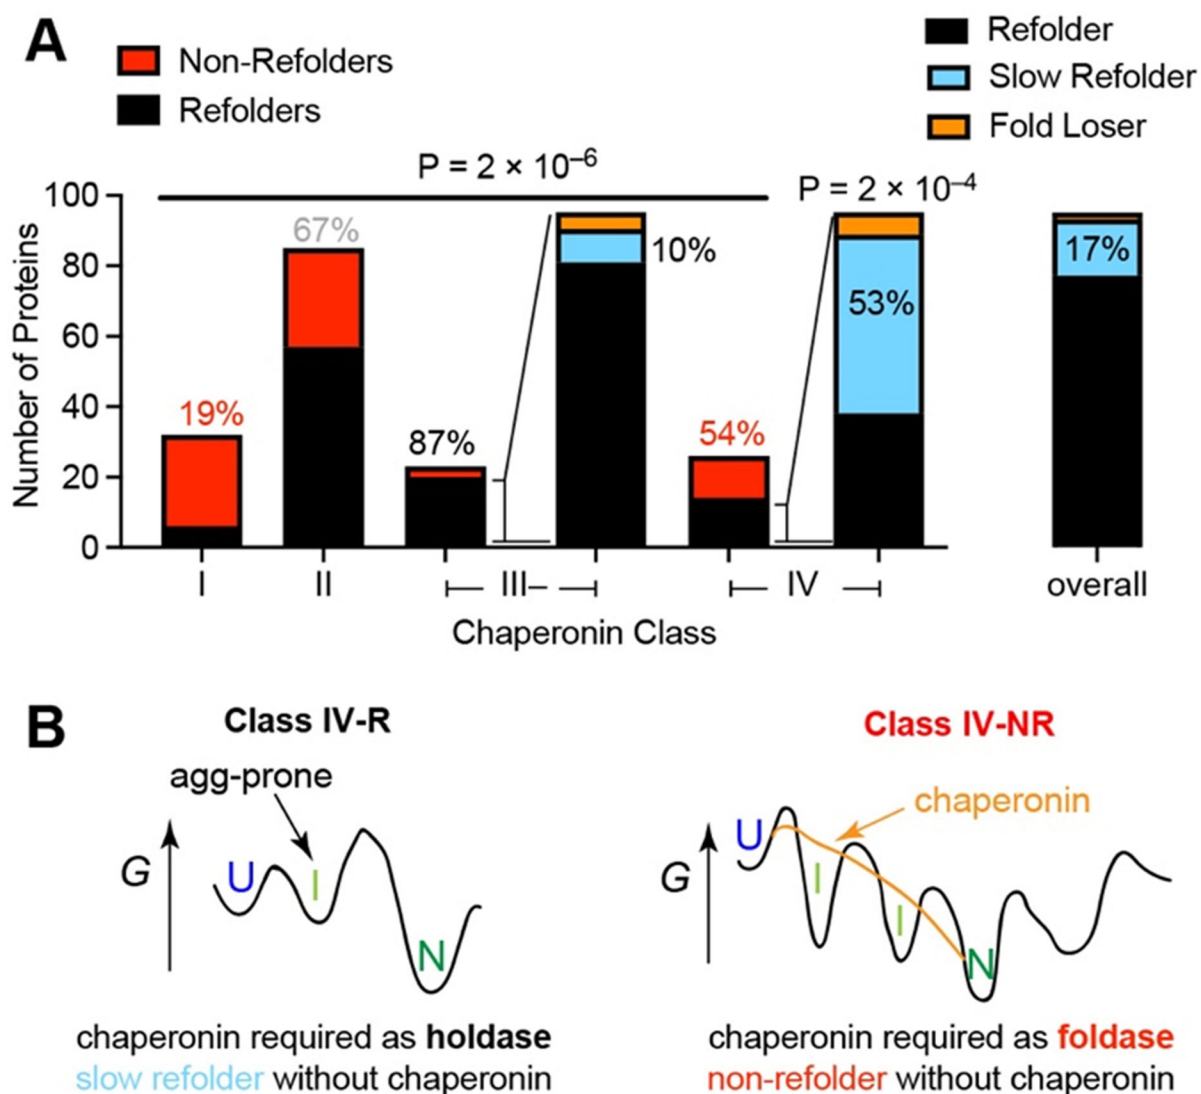 A
Non-Refolders
Refolders
Refolder
Slow Refolder
Fold Loser
P = 2 × 10⁻⁶
P = 2 × 10⁻⁴
Number of Proteins
100
80
60
40
20
0
19%
67%
87%
10%
54%
53%
17%
I
II
III
IV
overall
Chaperonin Class
B
Class IV-R
agg-prone
G
U
I
N
chaperonin required as holdase
slow refolder without chaperonin
Class IV-NR
chaperonin
G
U
I
I
N
chaperonin required as foldase
non-refolder without chaperonin